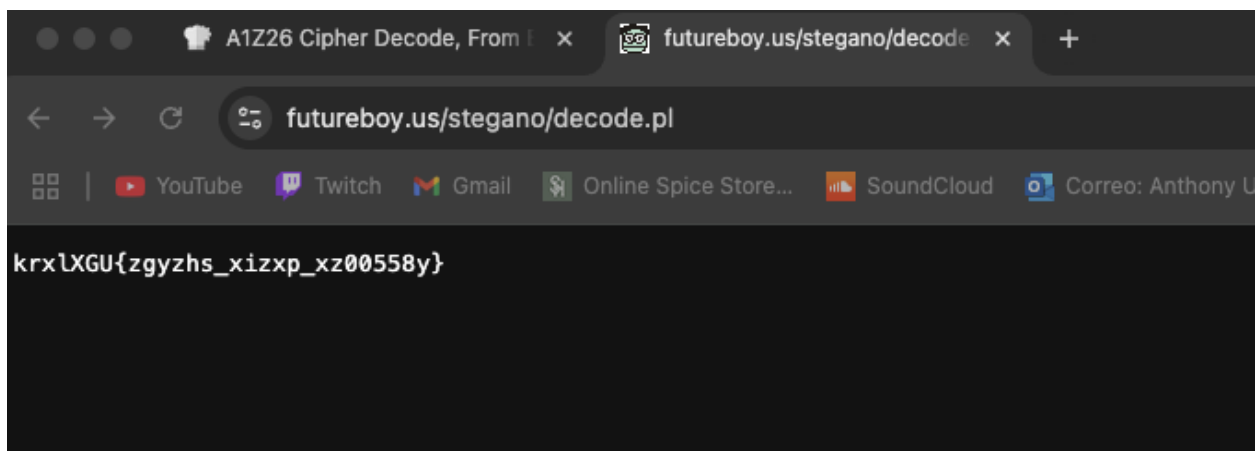 A1Z26 Cipher Decode, From
futureboy.us/stegano/decode
futureboy.us/stegano/decode.pl
YouTube
Twitch
Gmail
Online Spice Store...
SoundCloud
Correo: Anthony U
krxlXGU{zgyzhs_xizxp_xz00558y}